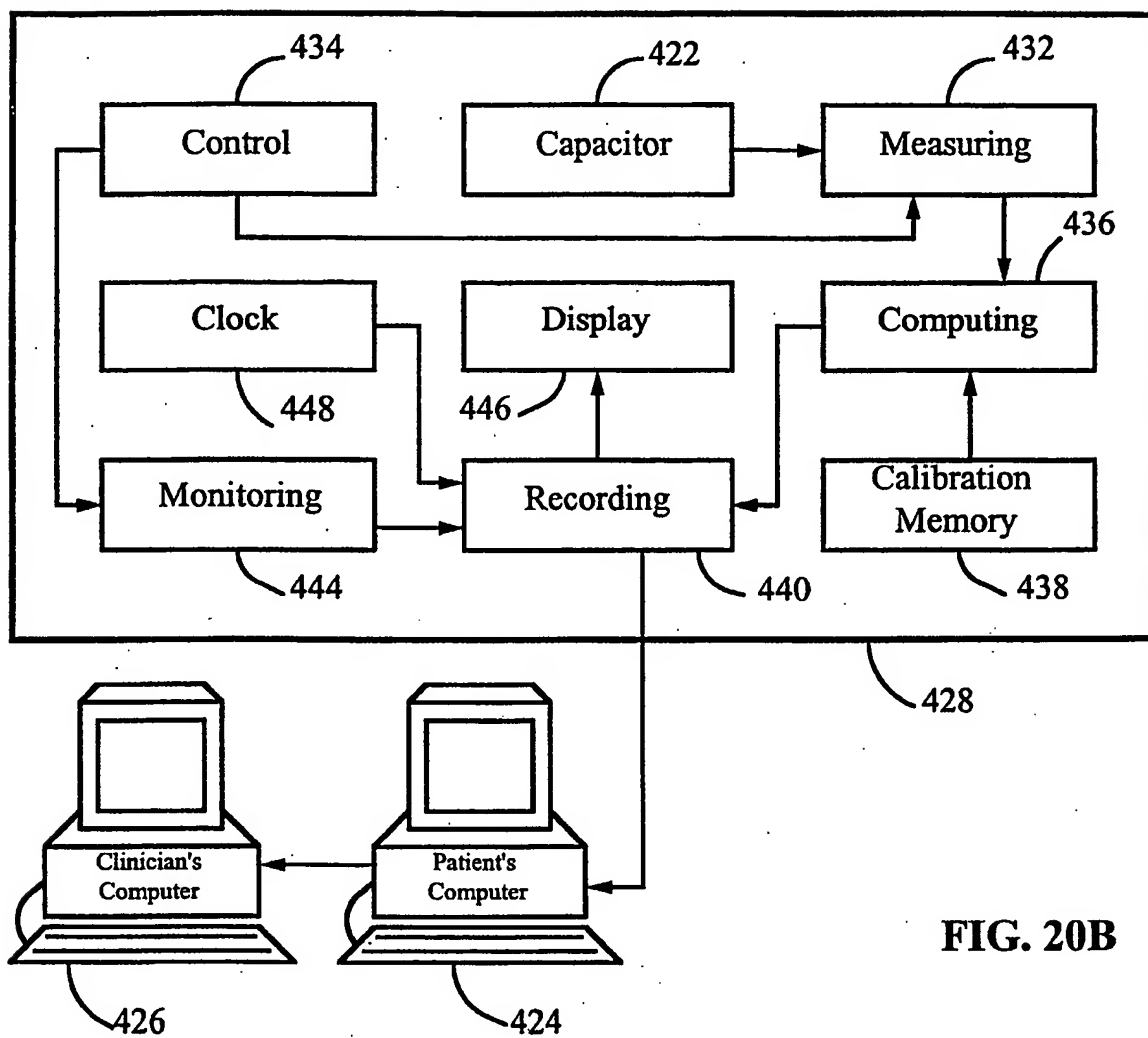 434
422
432
Control
Capacitor
Measuring
436
Clock
Display
Computing
448
446
Monitoring
Recording
Calibration
Memory
444
440
438
428
Clinician's
Computer
Patient's
Computer
FIG. 20B
426
424